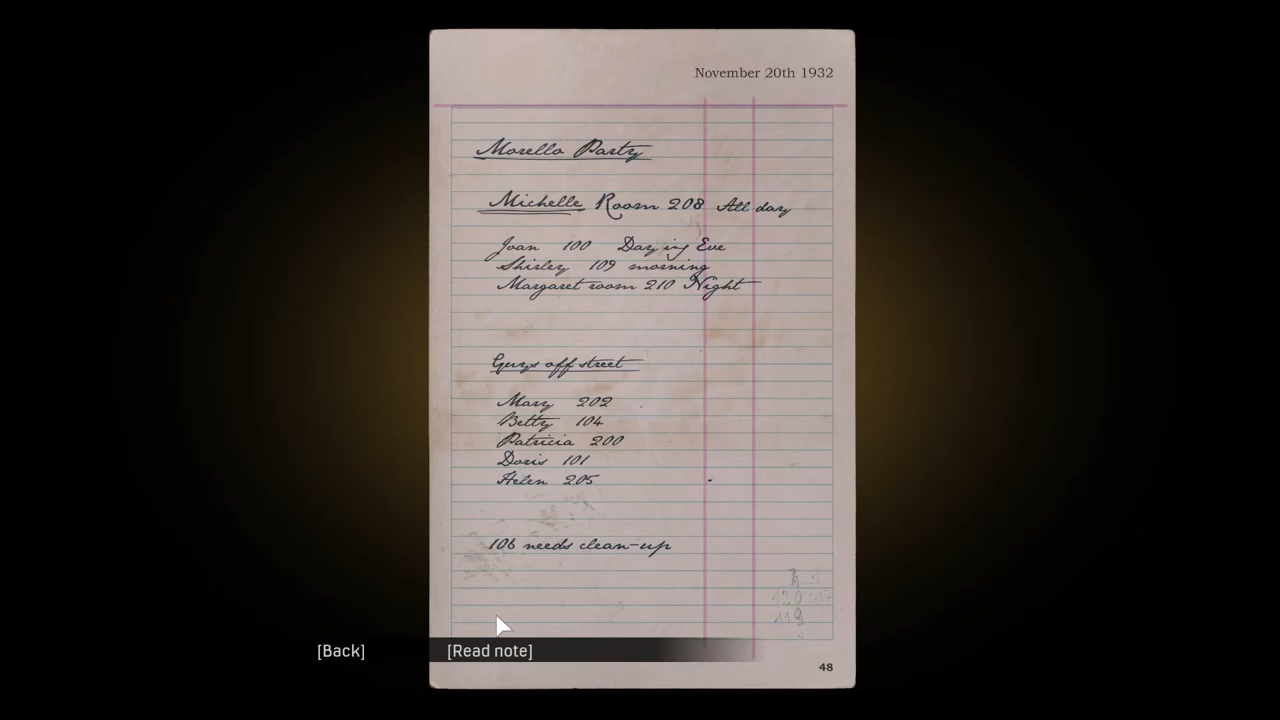 November 20th 1932
Morello Party
Michelle Room 208 All day
Joan 100 Day ing Eve
Shirley 109 morning
Margaret room 210 Night
Guys off street
Mary 202
Betty 104
Patricia 200
Doris 101
Helen 205
106 needs clean-up
[Back] [Read note]
48